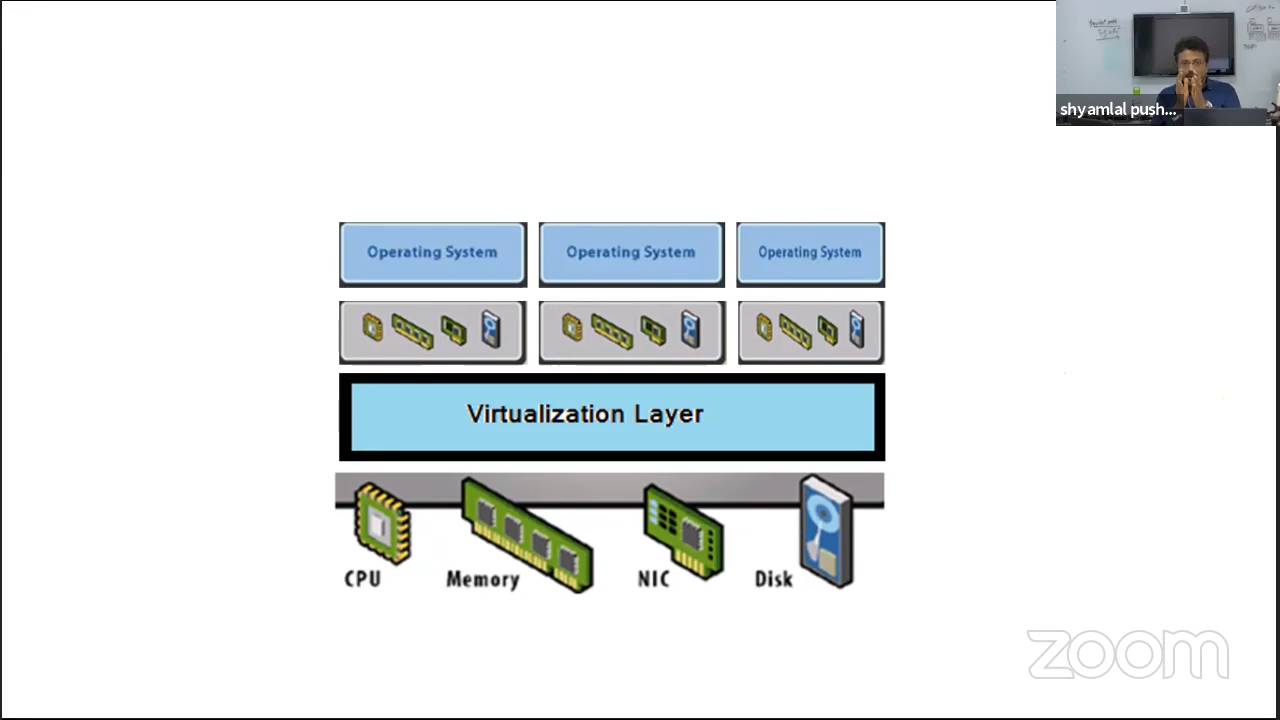 shyamlal push...
Operating System
Operating System
Operating System
Virtualization Layer
CPU
Memory
NIC
Disk
zoom